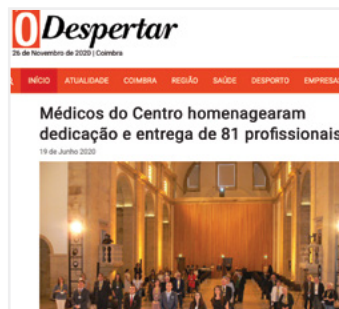 O Despertar
26 de Novembro de 2020 | Coimbra
INÍCIO ATUALIDADE COIMBRA REGIÃO SAÚDE DESPORTO EMPRESAS
Médicos do Centro homenagearam
dedicação e entrega de 81 profissionais
19 de Junho 2020